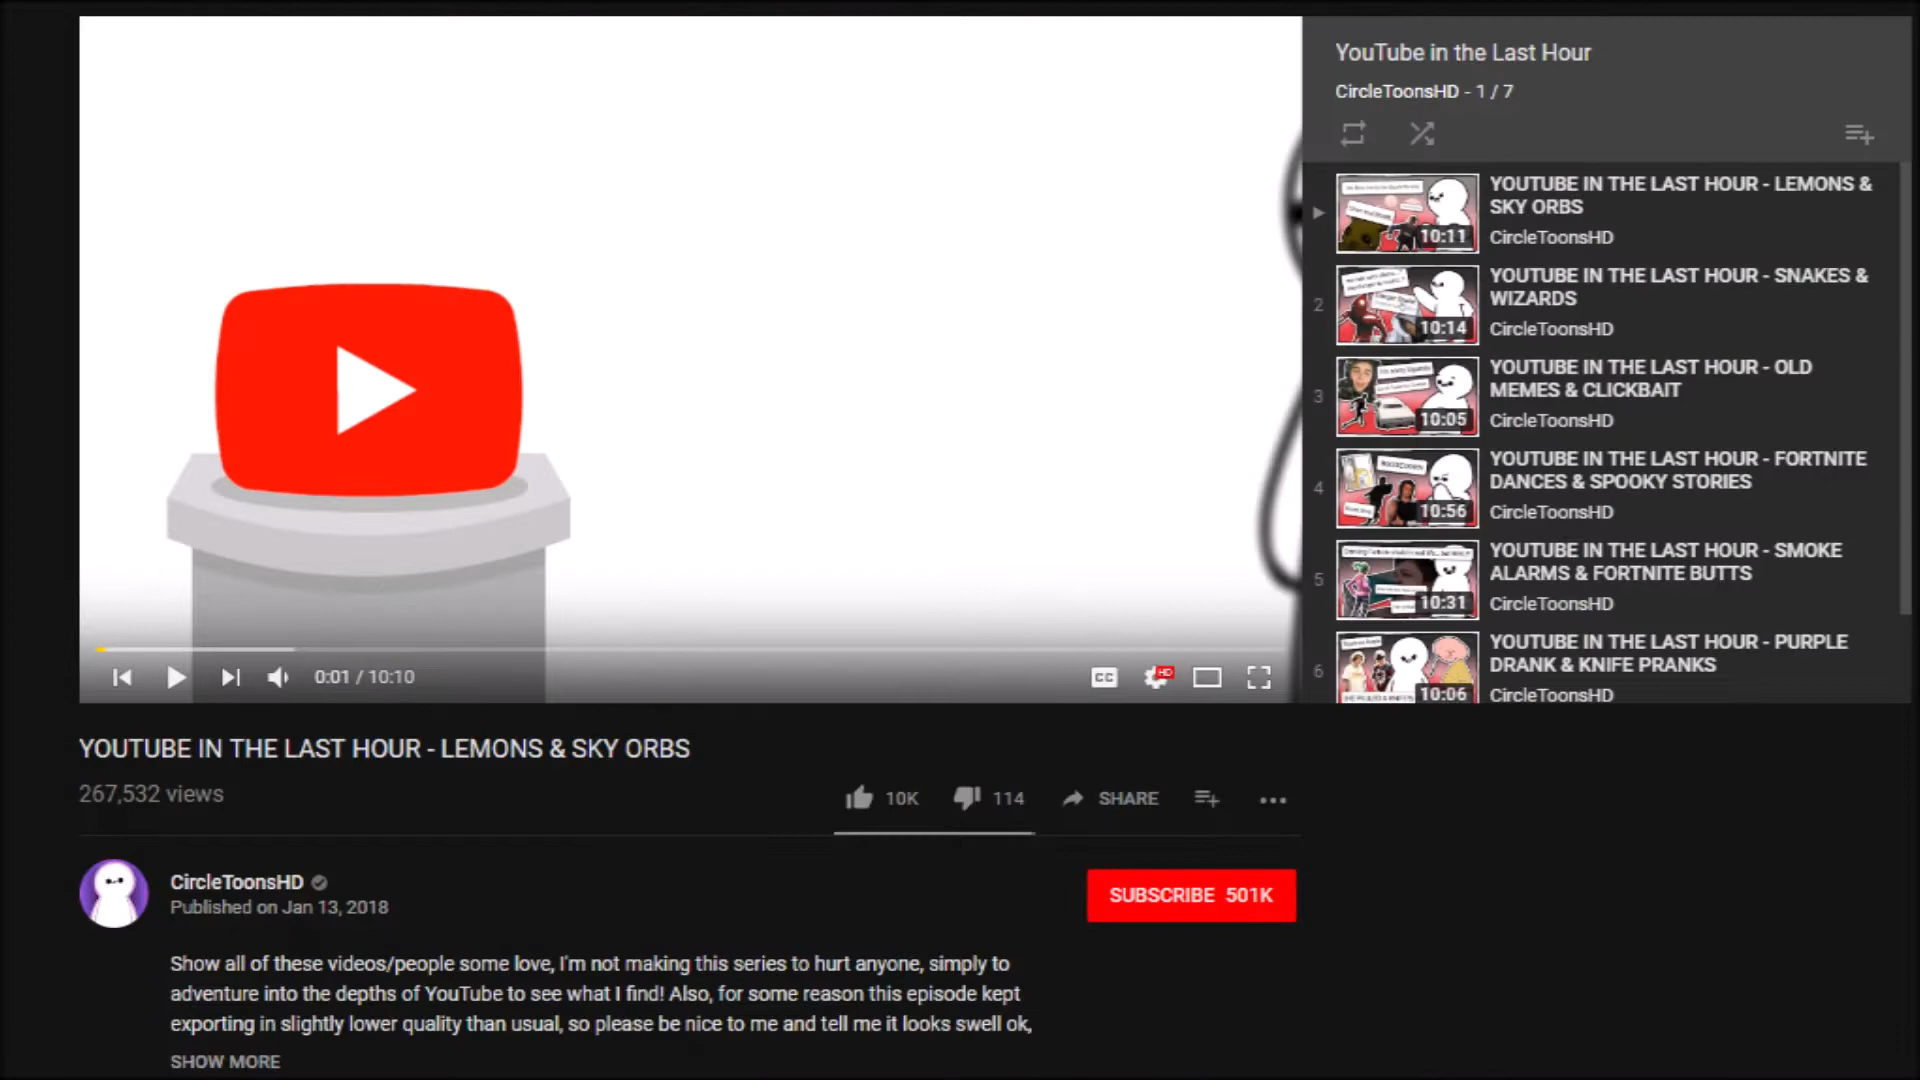 YouTube in the Last Hour
CircleToonsHD - 1 / 7
YOUTUBE IN THE LAST HOUR - LEMONS &
SKY ORBS
CircleToonsHD
10:11
2
YOUTUBE IN THE LAST HOUR - SNAKES &
WIZARDS
CircleToonsHD
10:14
3
YOUTUBE IN THE LAST HOUR - OLD
MEMES & CLICKBAIT
CircleToonsHD
10:05
4
YOUTUBE IN THE LAST HOUR - FORTNITE
DANCES & SPOOKY STORIES
CircleToonsHD
10:56
5
YOUTUBE IN THE LAST HOUR - SMOKE
ALARMS & FORTNITE BUTTS
CircleToonsHD
10:31
6
YOUTUBE IN THE LAST HOUR - PURPLE
DRANK & KNIFE PRANKS
CircleToonsHD
10:06
0:01 / 10:10
CC
HD
YOUTUBE IN THE LAST HOUR - LEMONS & SKY ORBS
267,532 views
10K
114
SHARE
CircleToonsHD
Published on Jan 13, 2018
SUBSCRIBE 501K
Show all of these videos/people some love, I'm not making this series to hurt anyone, simply to
adventure into the depths of YouTube to see what I find! Also, for some reason this episode kept
exporting in slightly lower quality than usual, so please be nice to me and tell me it looks swell ok,
SHOW MORE